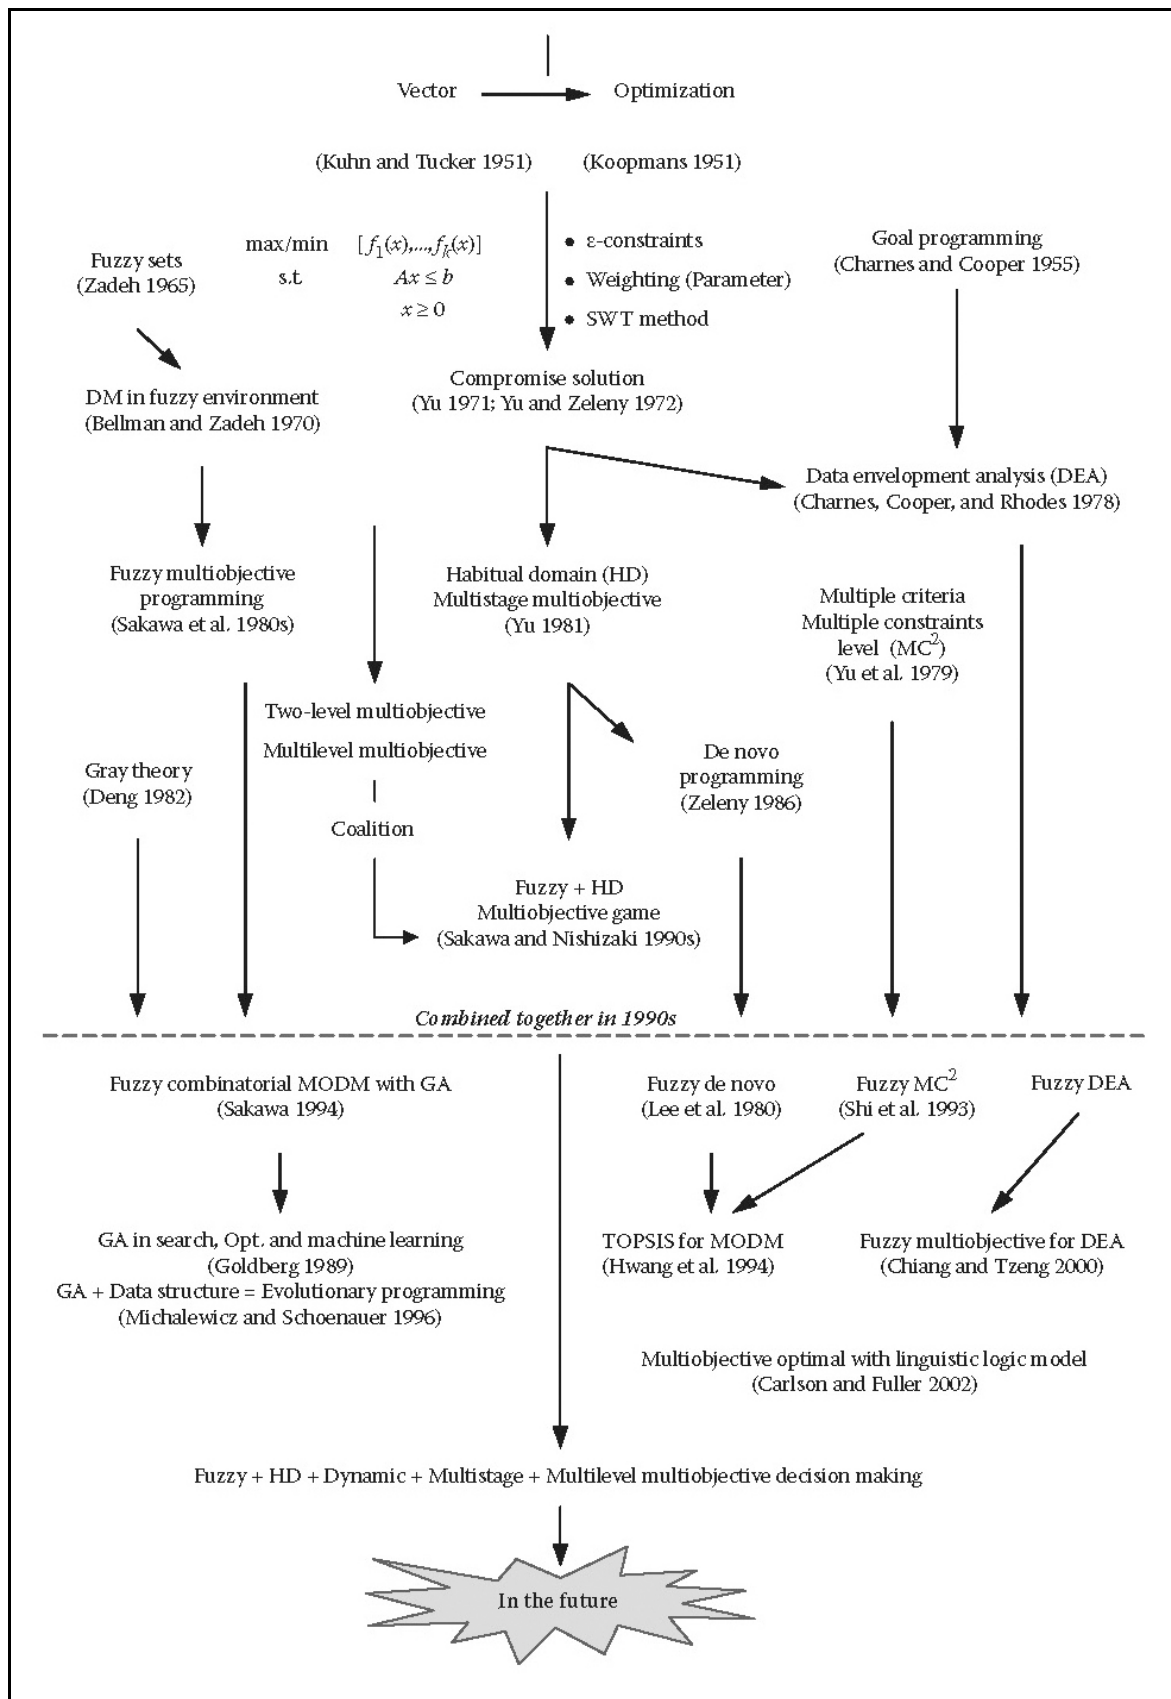 Vector Optimization
(Kuhn and Tucker 1951) (Koopmans 1951)
max/min [f₁(x),...,fₖ(x)]
s.t Ax ≤ b
x ≥ 0
• ε-constraints
• Weighting (Parameter)
• SWT method
Goal programming
(Charnes and Cooper 1955)
Fuzzy sets
(Zadeh 1965)
Compromise solution
(Yu 1971; Yu and Zeleny 1972)
DM in fuzzy environment
(Bellman and Zadeh 1970)
Data envelopment analysis (DEA)
(Charnes, Cooper, and Rhodes 1978)
Fuzzy multiobjective
programming
(Sakawa et al. 1980s)
Habitual domain (HD)
Multistage multiobjective
(Yu 1981)
Multiple criteria
Multiple constraints
level (MC²)
(Yu et al. 1979)
Two-level multiobjective
Multilevel multiobjective
De novo
programming
(Zeleny 1986)
Gray theory
(Deng 1982)
Coalition
Fuzzy + HD
Multiobjective game
(Sakawa and Nishizaki 1990s)
Combined together in 1990s
Fuzzy combinatorial MODM with GA
(Sakawa 1994)
Fuzzy de novo
(Lee et al. 1980)
Fuzzy MC²
(Shi et al. 1993)
Fuzzy DEA
GA in search, Opt. and machine learning
(Goldberg 1989)
GA + Data structure = Evolutionary programming
(Michalewicz and Schoenauer 1996)
TOPSIS for MODM
(Hwang et al. 1994)
Fuzzy multiobjective for DEA
(Chiang and Tzeng 2000)
Multiobjective optimal with linguistic logic model
(Carlson and Fuller 2002)
Fuzzy + HD + Dynamic + Multistage + Multilevel multiobjective decision making
In the future